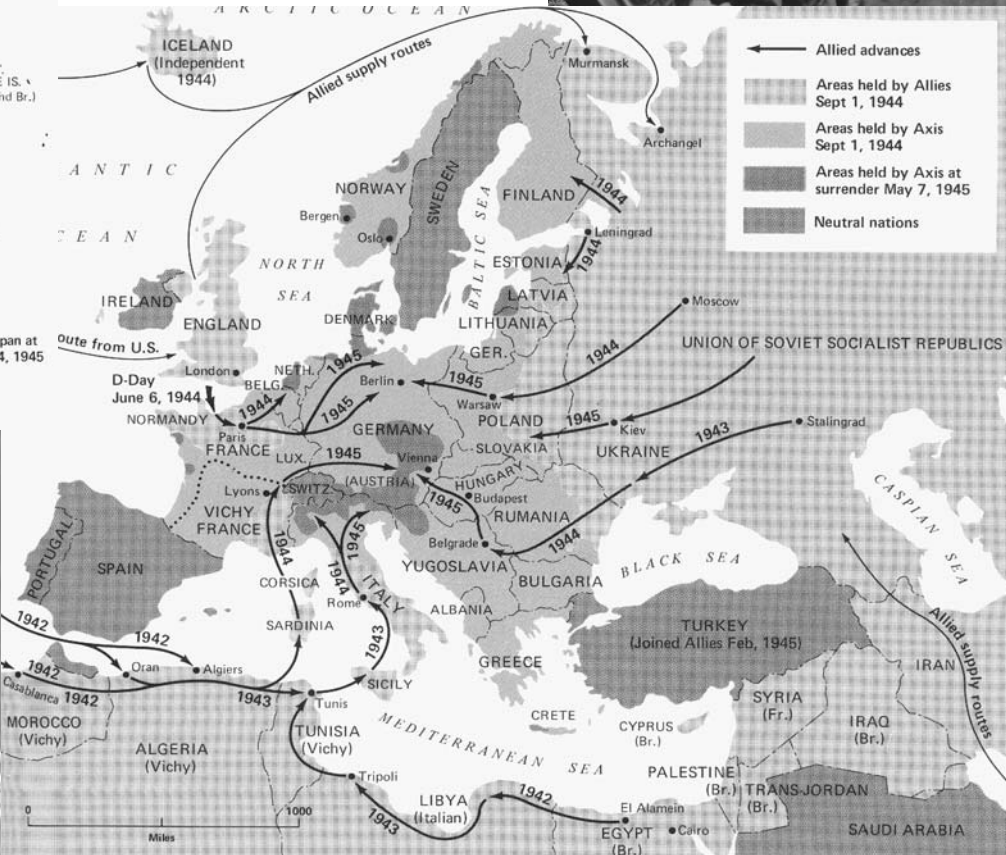 ARCTIC OCEAN
ICELAND
(Independent
1944)
E IS.
nd Br.)
Allied supply routes
Murmansk
Archangel
Allied advances
Areas held by Allies
Sept 1, 1944
Areas held by Axis
Sept 1, 1944
Areas held by Axis at
surrender May 7, 1945
Neutral nations
ANTIC
CEAN
NORWAY
SWEDEN
FINLAND
1944
Bergen
Oslo
Leningrad
1944
ESTONIA
BALTIC SEA
NORTH
SEA
LATVIA
LITHUANIA
IRELAND
ENGLAND
DENMARK
Moscow
UNION OF SOVIET SOCIALIST REPUBLICS
pan at
4, 1945
oute from U.S.
London
NETH.
BELG.
GER.
1944
1945
Berlin
1945
Warsaw
POLAND
D-Day
June 6, 1944
NORMANDY
1944
1945
Paris
FRANCE
GERMANY
1945
Kiev
1943
Stalingrad
SLOVAKIA
UKRAINE
LUX.
1945
Vienna
(AUSTRIA)
HUNGARY
Budapest
Lyons
SWITZ.
VICHY
FRANCE
1945
RUMANIA
CASPIAN SEA
Belgrade
1944
BLACK SEA
YUGOSLAVIA
BULGARIA
PORTUGAL
SPAIN
1944
1944
1945
ITALY
CORSICA
Rome
SARDINIA
ALBANIA
TURKEY
(Joined Allies Feb, 1945)
Allied supply routes
1942
1942
1943
GREECE
IRAN
1942
Oran
Algiers
Casablanca
1942
1943
Tunis
SICILY
SYRIA
(Fr.)
CRETE
CYPRUS
(Br.)
IRAQ
(Br.)
MOROCCO
(Vichy)
ALGERIA
(Vichy)
TUNISIA
(Vichy)
MEDITERRANEAN SEA
Tripoli
PALESTINE
(Br.)
TRANS-JORDAN
(Br.)
LIBYA
(Italian)
1942
1943
El Alamein
EGYPT
(Br.)
Cairo
SAUDI ARABIA
0
1000
Miles